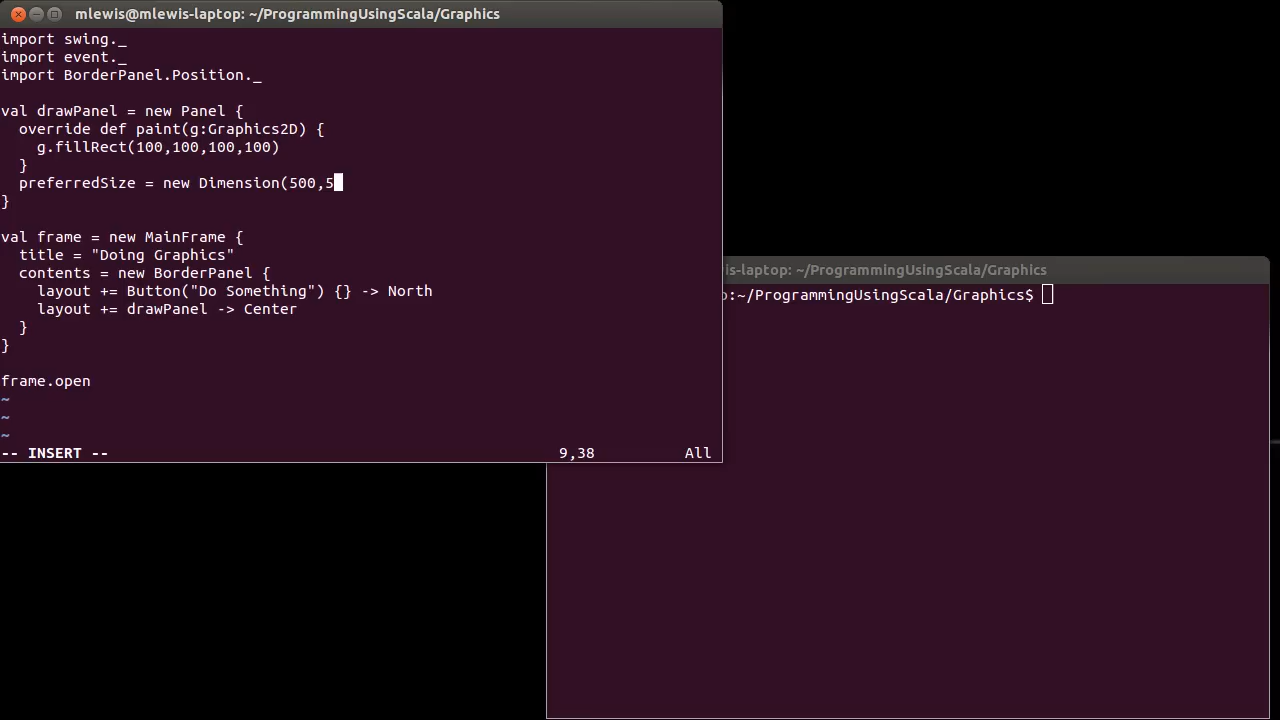 mlewis@mlewis-laptop: ~/ProgrammingUsingScala/Graphics
import swing._
import event._
import BorderPanel.Position._
val drawPanel = new Panel {
  override def paint(g:Graphics2D) {
    g.fillRect(100,100,100,100)
  }
  preferredSize = new Dimension(500,5
}
val frame = new MainFrame {
  title = "Doing Graphics"
  contents = new BorderPanel {
    layout += Button("Do Something") {} -> North
    layout += drawPanel -> Center
  }
}
frame.open
~
~
~
-- INSERT -- 9,38 All
is-laptop: ~/ProgrammingUsingScala/Graphics
p:~/ProgrammingUsingScala/Graphics$